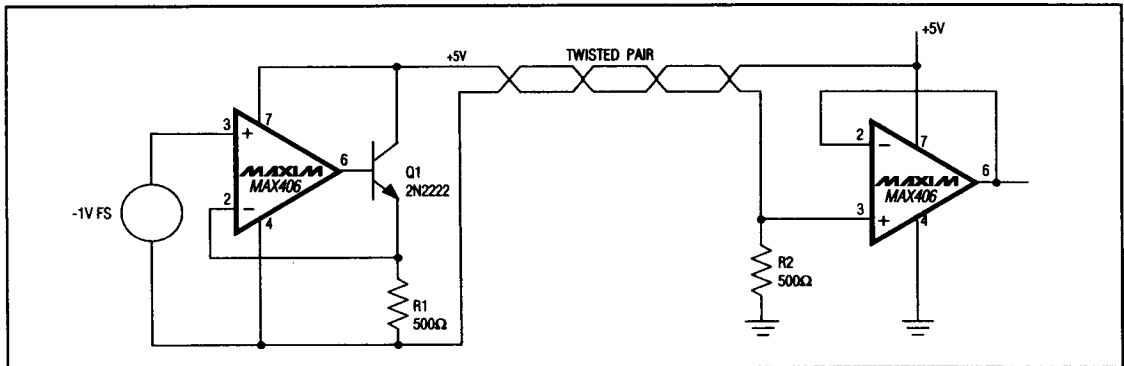 +5V
TWISTED PAIR
+5V
3
+
7
MAXIM
MAX406
6
Q1
2N2222
-1V FS
2
−
4
R1
500Ω
2
−
7
MAXIM
MAX406
6
3
+
4
R2
500Ω